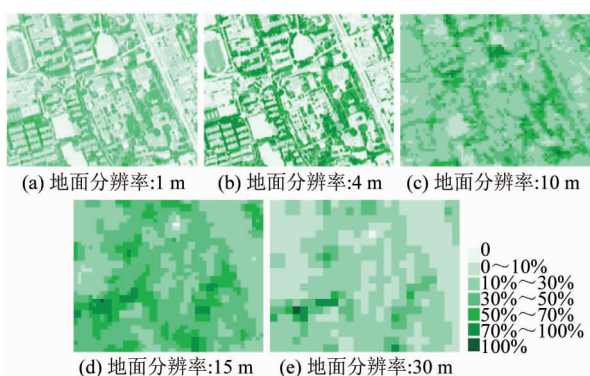 (a) 地面分辨率:1 m
(b) 地面分辨率:4 m
(c) 地面分辨率:10 m
(d) 地面分辨率:15 m
(e) 地面分辨率:30 m
0
0～10%
10%～30%
30%～50%
50%～70%
70%～100%
100%